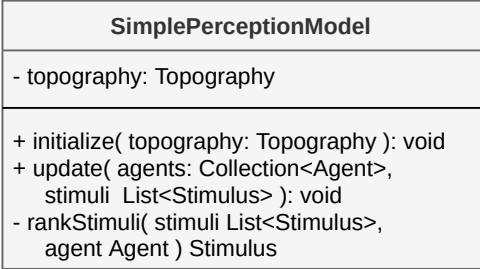 SimplePerceptionModel
- topography: Topography
+ initialize( topography: Topography ): void
+ update( agents: Collection<Agent>,
stimuli  List<Stimulus> ): void
- rankStimuli( stimuli List<Stimulus>,
agent Agent ) Stimulus